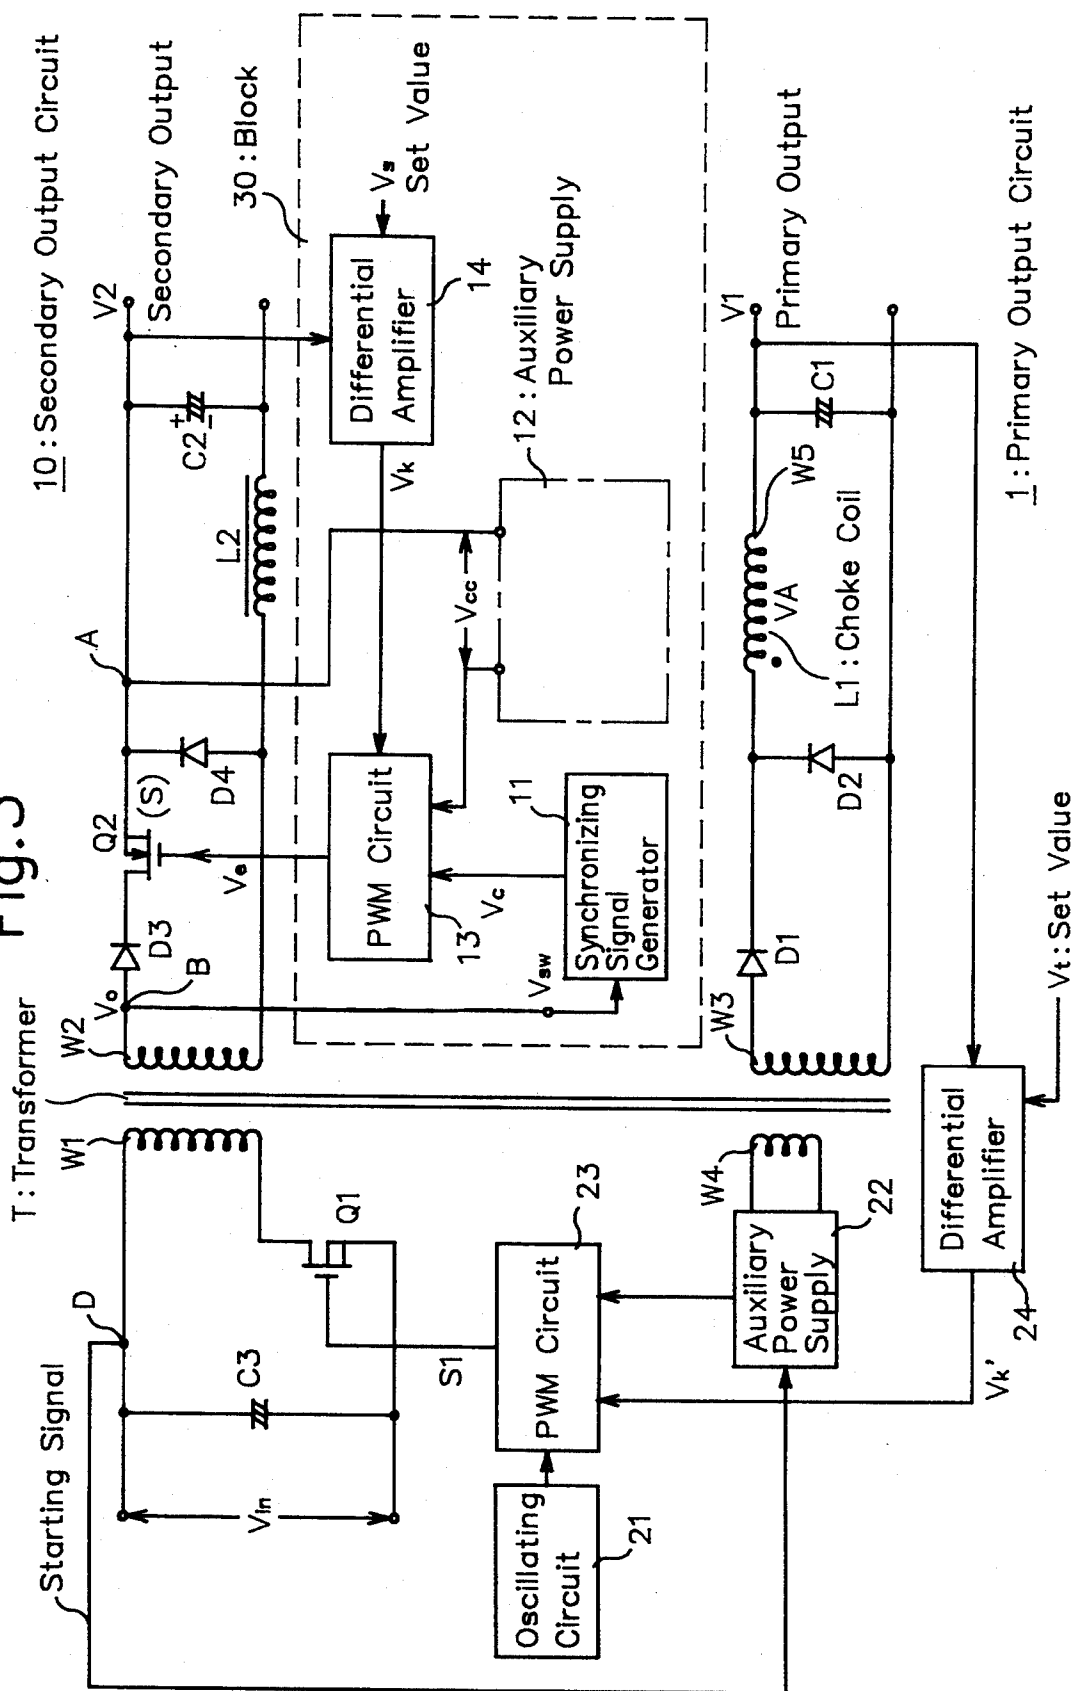 Fig.3
T:Transformer
10:Secondary Output Circuit
Starting Signal
D
W1
W2
Vo
B
D3
Q2
(S)
D4
A
L2
C2
+
V2
Secondary Output
30:Block
Vin
C3
Q1
S1
Ve
PWM Circuit
13
Vc
Vsw
Synchronizing
Signal
Generator
11
Vcc
Vk
Differential
Amplifier
14
Vs
Set Value
12:Auxiliary
Power Supply
Oscillating
Circuit
21
PWM Circuit
23
Auxiliary
Power
Supply
22
W4
W3
D1
D2
L1:Choke Coil
VA
W5
C1
V1
Primary Output
1:Primary Output Circuit
Vk'
Differential
Amplifier
24
Vt:Set Value